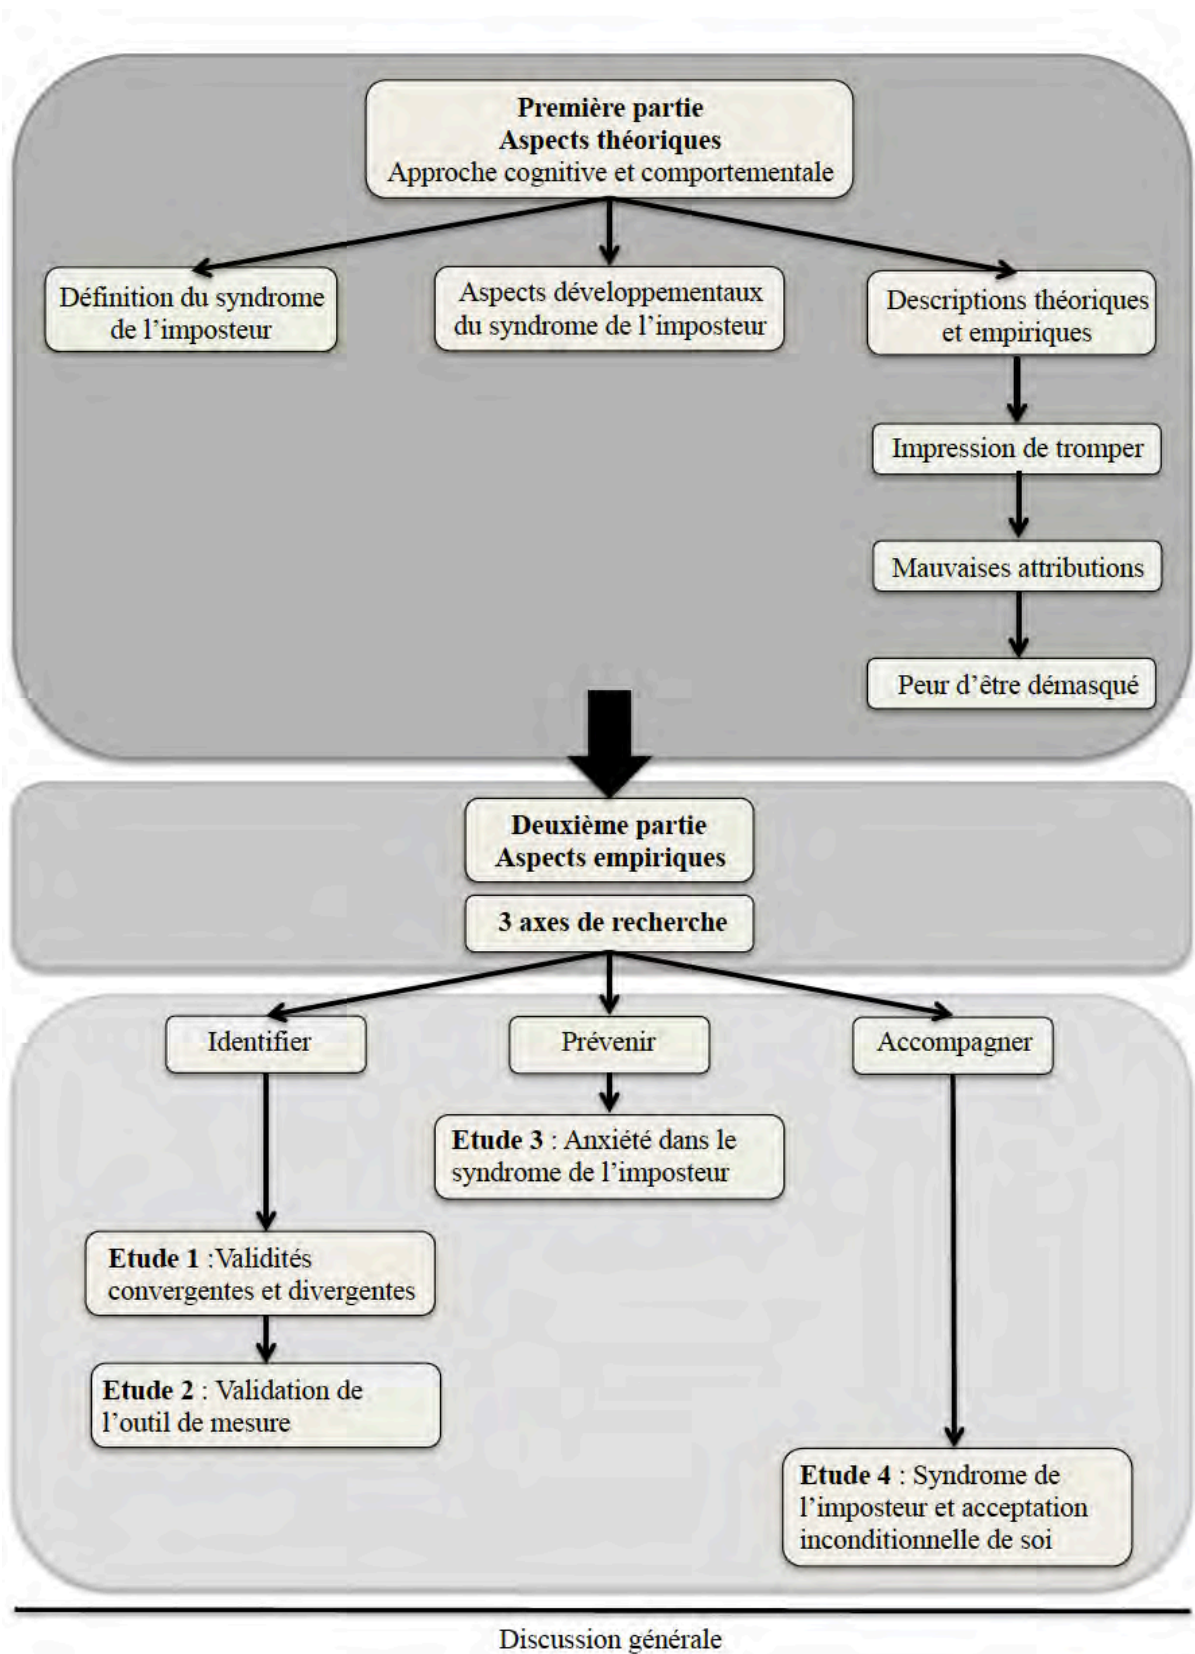 Première partie
Aspects théoriques
Approche cognitive et comportementale
Définition du syndrome
de l’imposteur
Aspects développementaux
du syndrome de l’imposteur
Descriptions théoriques
et empiriques
Impression de tromper
Mauvaises attributions
Peur d’être démasqué
Deuxième partie
Aspects empiriques
3 axes de recherche
Identifier
Prévenir
Accompagner
Etude 3 : Anxiété dans le
syndrome de l’imposteur
Etude 1 :Validités
convergentes et divergentes
Etude 2 : Validation de
l’outil de mesure
Etude 4 : Syndrome de
l’imposteur et acceptation
inconditionnelle de soi
Discussion générale